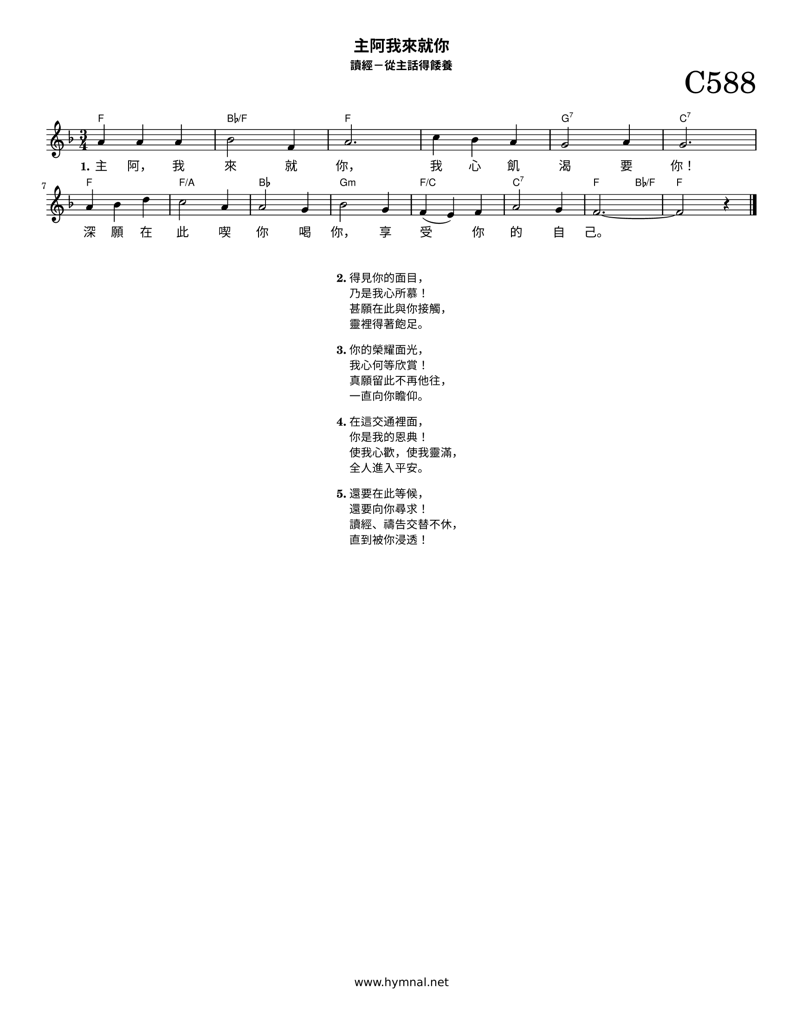 主阿我來就你
讀經－從主話得餧養
C588
F B♭/F F G7 C7
3
4
1. 主 阿， 我 來 就 你， 我 心 飢 渴 要 你！
7 F F/A B♭ Gm F/C C7 F B♭/F F
深 願 在 此 喫 你 喝 你， 享 受 你 的 自 己。
2. 得見你的面目，
乃是我心所慕！
甚願在此與你接觸，
靈裡得著飽足。
3. 你的榮耀面光，
我心何等欣賞！
真願留此不再他往，
一直向你瞻仰。
4. 在這交通裡面，
你是我的恩典！
使我心歡，使我靈滿，
全人進入平安。
5. 還要在此等候，
還要向你尋求！
讀經、禱告交替不休，
直到被你浸透！
www.hymnal.net